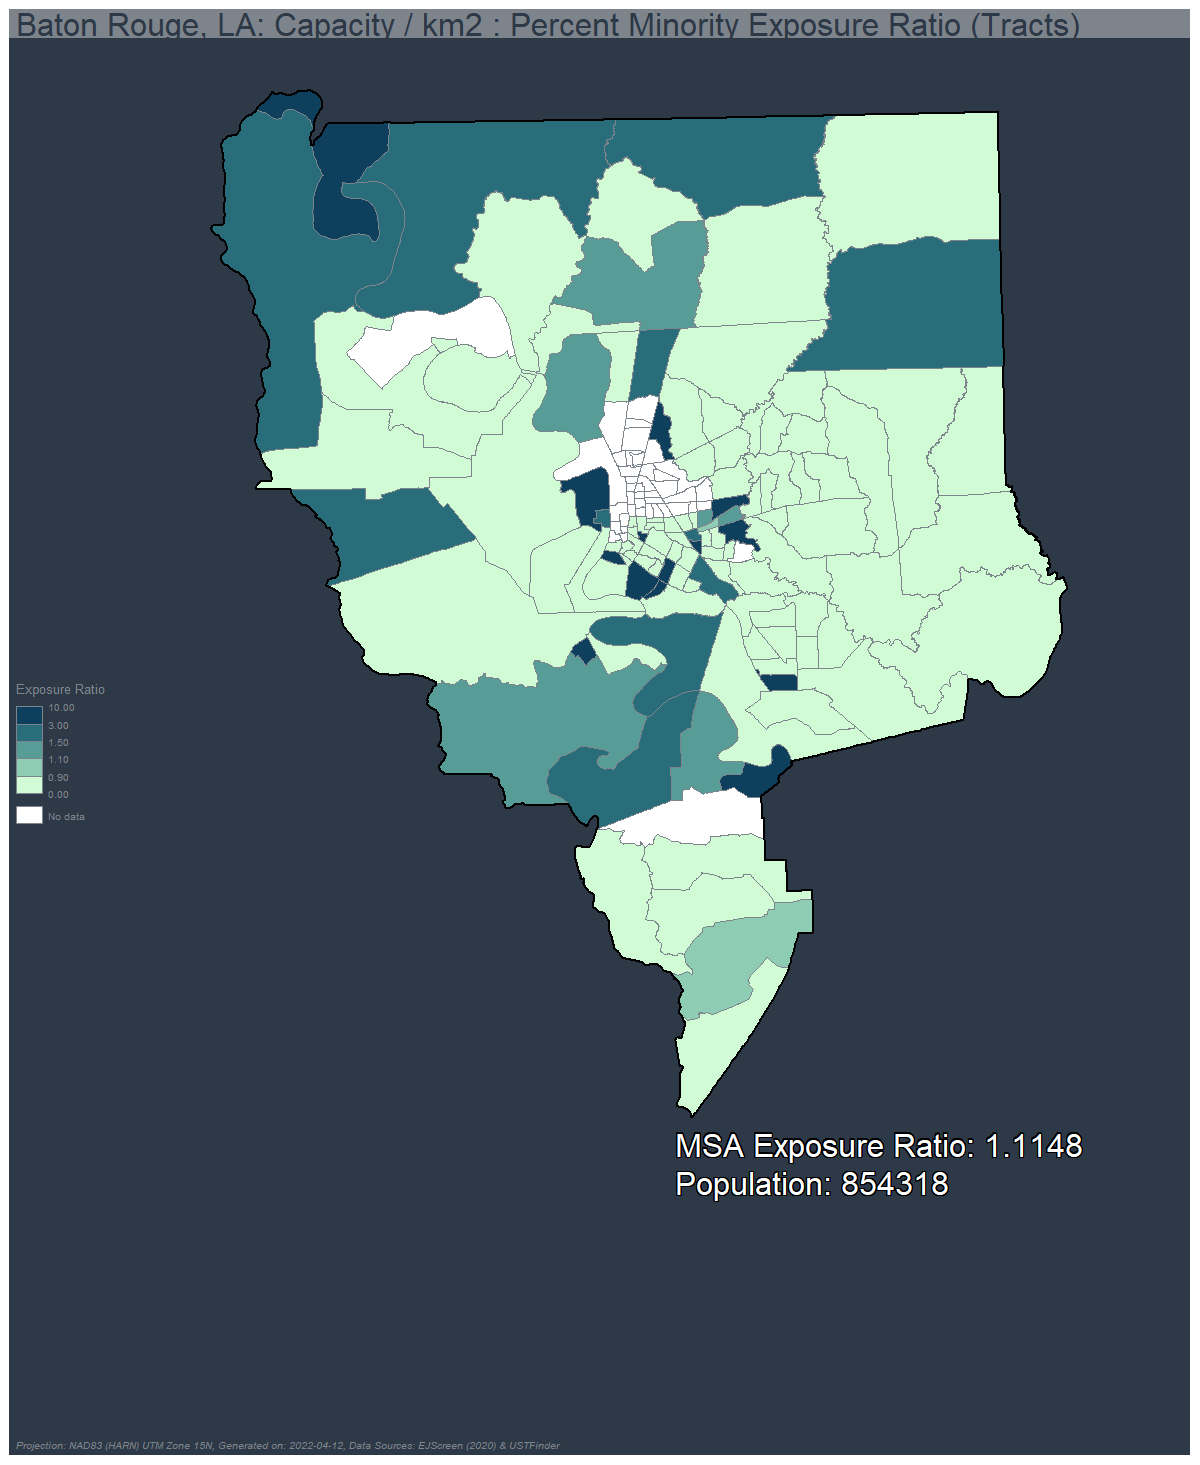 Baton Rouge, LA: Capacity / km2 : Percent Minority Exposure Ratio (Tracts)
Exposure Ratio
10.00
3.00
1.50
1.10
0.90
0.00
No data
MSA Exposure Ratio: 1.1148
Population: 854318
Projection: NAD83 (HARN) UTM Zone 15N, Generated on: 2022-04-12, Data Sources: EJScreen (2020) & USTFinder